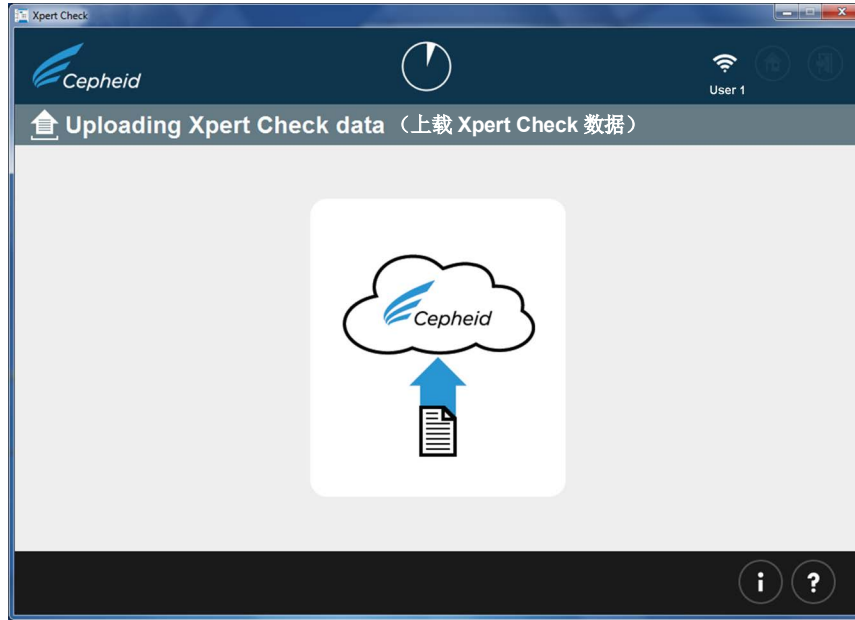 Xpert Check
Cepheid
User 1
Uploading Xpert Check data （上载 Xpert Check 数据）
Cepheid
i ?